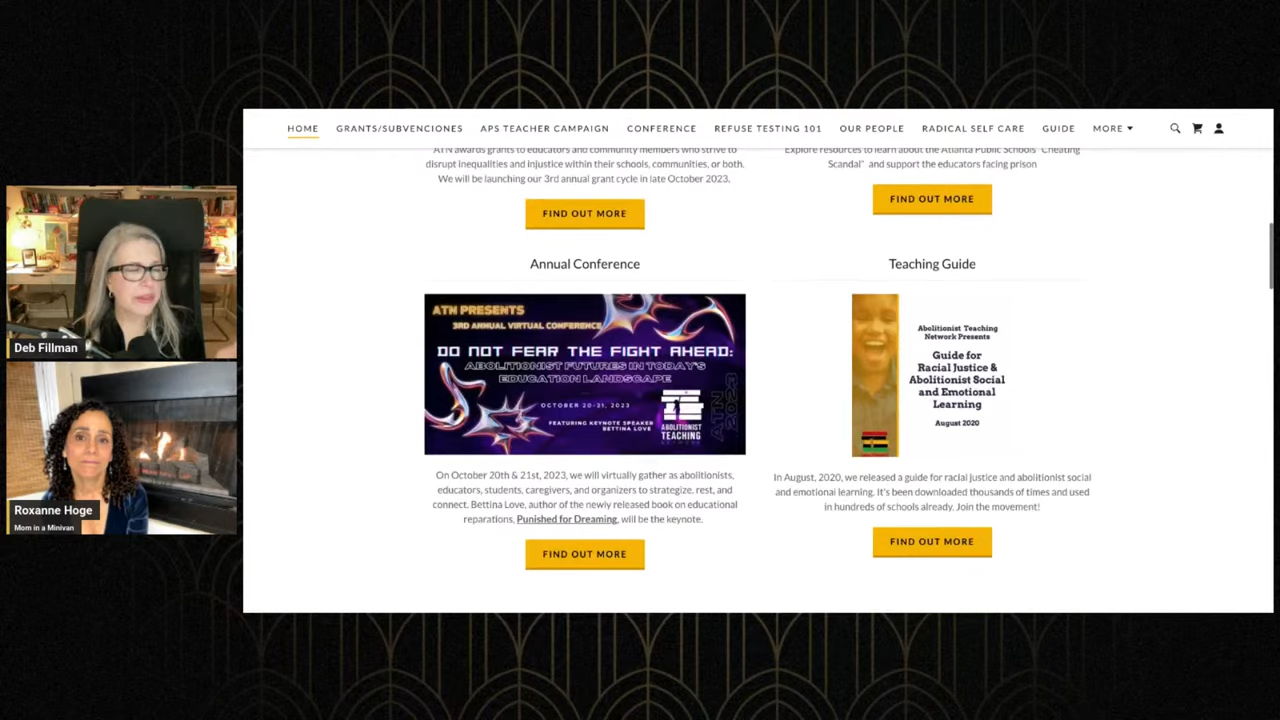 HOME GRANTS/SUBVENCIONES APS TEACHER CAMPAIGN CONFERENCE REFUSE TESTING 101 OUR PEOPLE RADICAL SELF CARE GUIDE MORE
ATN awards grants to educators and community members who strive to
disrupt inequalities and injustice within their schools, communities, or both.
We will be launching our 3rd annual grant cycle in late October 2023.
FIND OUT MORE
Explore resources to learn about the Atlanta Public Schools "Cheating
Scandal" and support the educators facing prison
FIND OUT MORE
Annual Conference
ATN PRESENTS
3RD ANNUAL VIRTUAL CONFERENCE
DO NOT FEAR THE FIGHT AHEAD:
ABOLITIONIST FUTURES IN TODAY'S
EDUCATION LANDSCAPE
OCTOBER 20-21, 2023
FEATURING KEYNOTE SPEAKER
BETTINA LOVE
ABOLITIONIST
TEACHING
ATN
2023
On October 20th & 21st, 2023, we will virtually gather as abolitionists,
educators, students, caregivers, and organizers to strategize, rest, and
connect. Bettina Love, author of the newly released book on educational
reparations, Punished for Dreaming, will be the keynote.
FIND OUT MORE
Teaching Guide
Abolitionist Teaching
Network Presents
Guide for
Racial Justice &
Abolitionist Social
and Emotional
Learning
August 2020
In August, 2020, we released a guide for racial justice and abolitionist social
and emotional learning. It's been downloaded thousands of times and used
in hundreds of schools already. Join the movement!
FIND OUT MORE
Deb Fillman
Roxanne Hoge
Mom in a Minivan